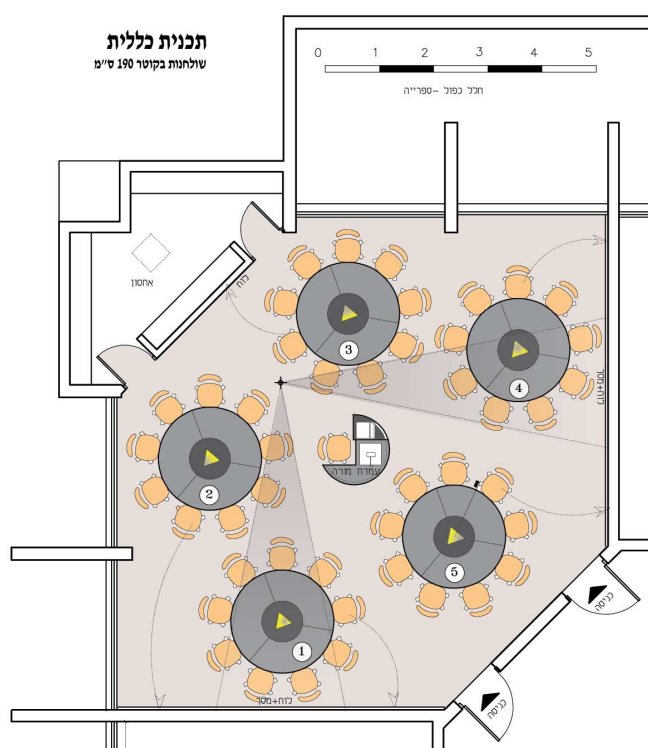 תכנית כללית
שולחנות בקוטר 190 ס"מ
0 1 2 3 4 5
חלל כפול -ספרייה
אחסון
לוח
3
4
לוח+מסך
2
עמדת מורה
5
1
לוח+מסך
כניסה
כניסה